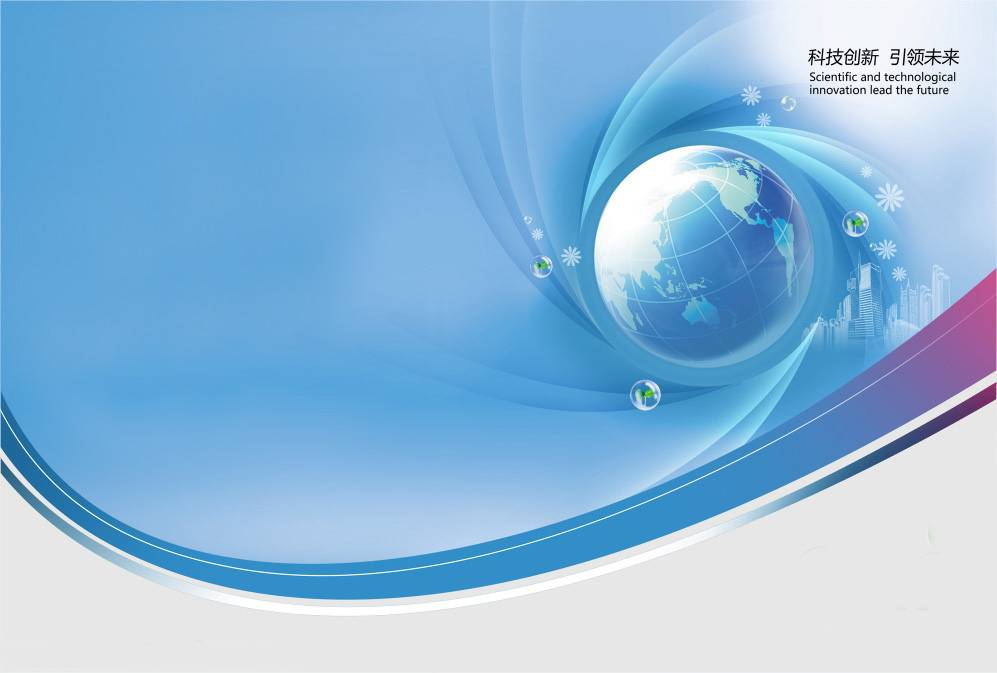 科技创新 引领未来
Scientific and technological
innovation lead the future